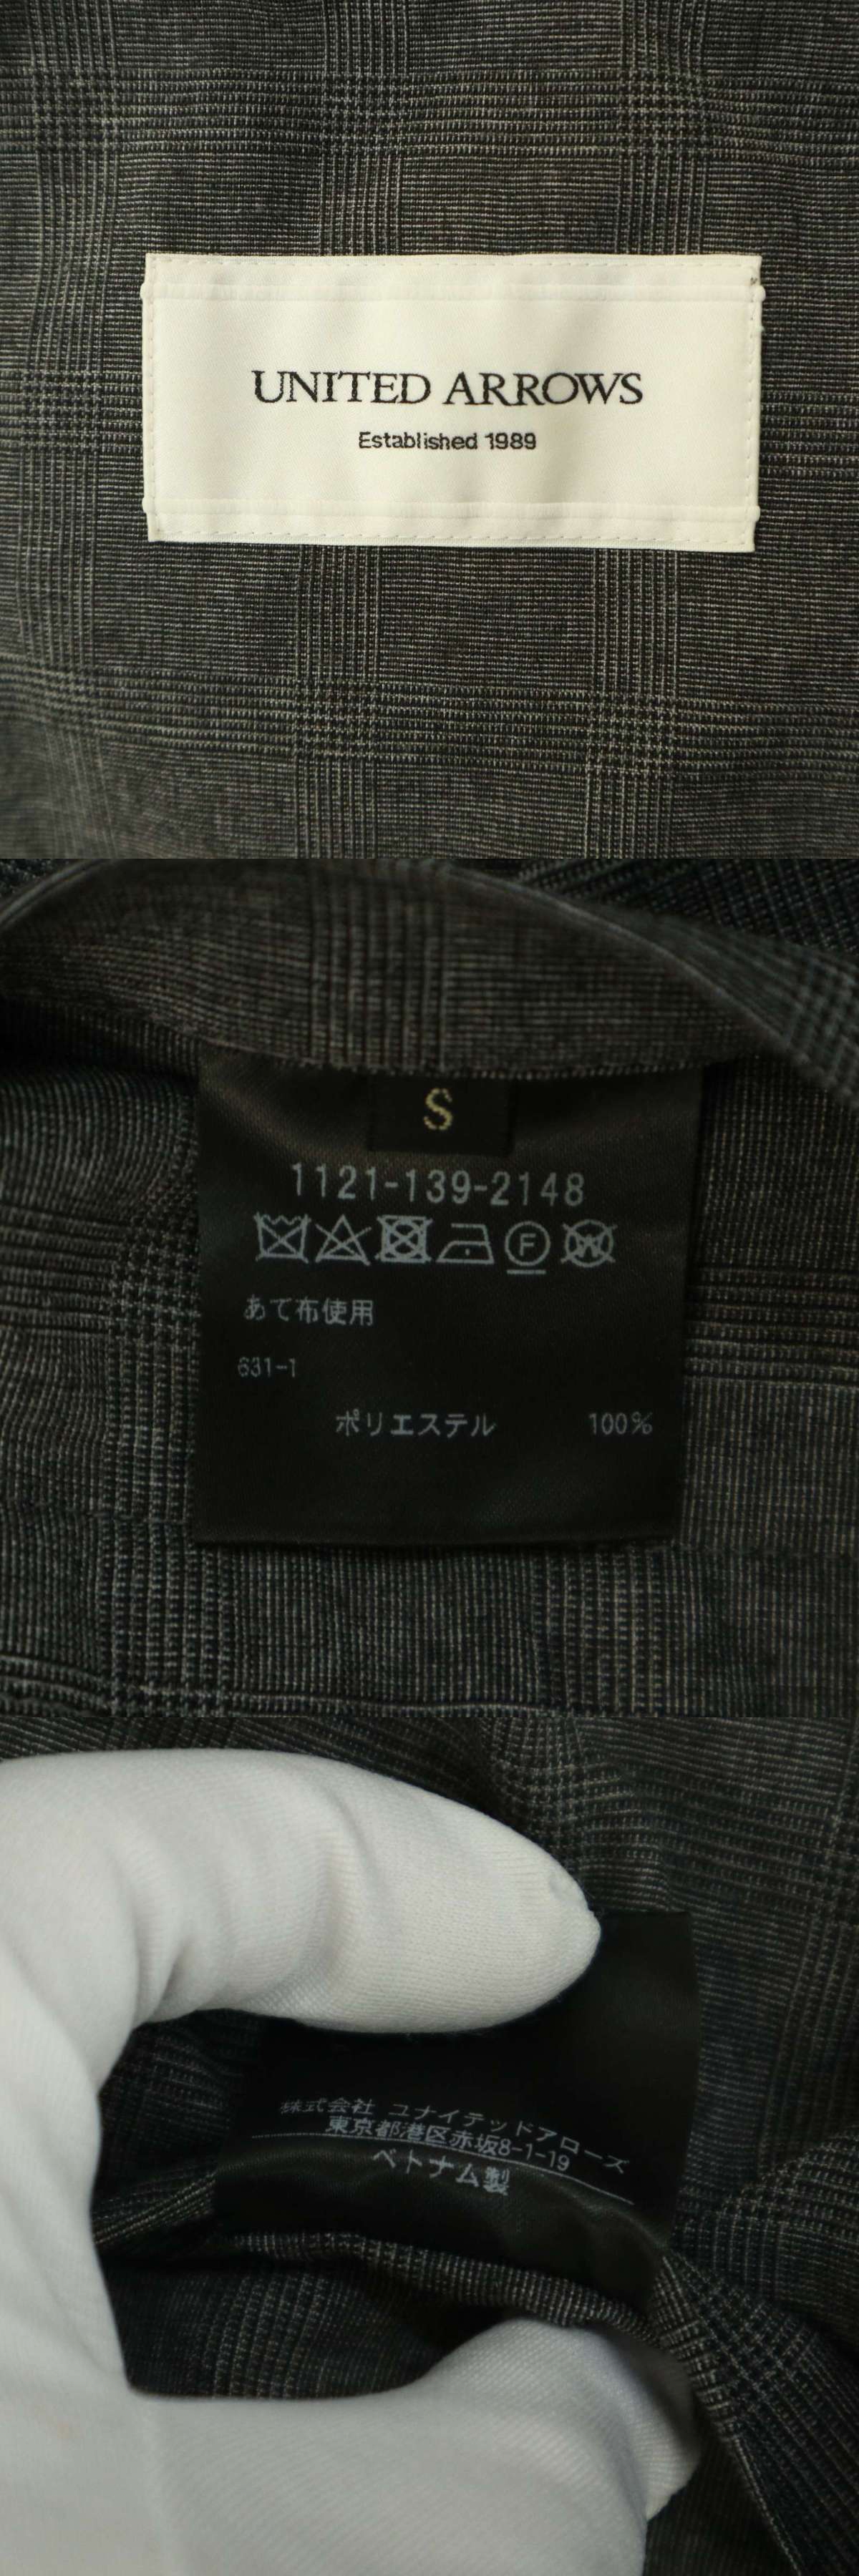 UNITED ARROWS
Established 1989
S
1121-139-2148
F W
あて布使用
631-1
ポリエステル 100%
株式会社 ユナイテッドアローズ
東京都港区赤坂8-1-19
ベトナム製